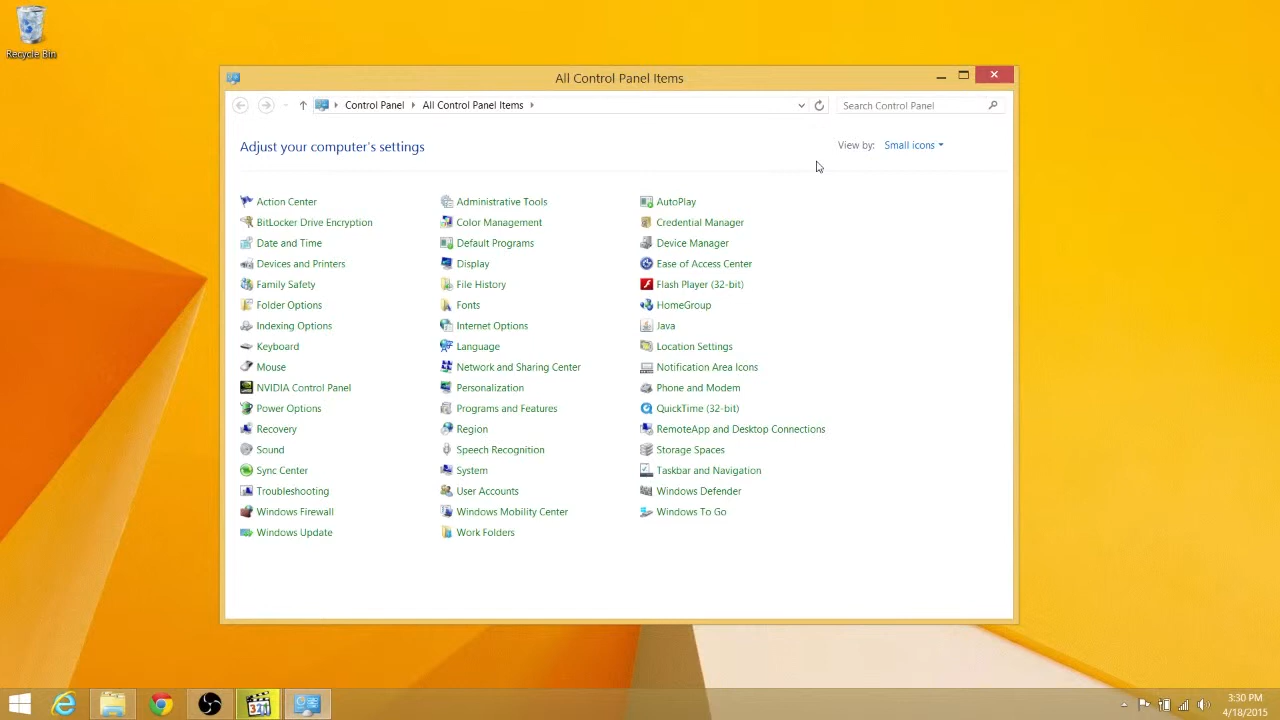 Recycle Bin
All Control Panel Items
Control Panel All Control Panel Items
Search Control Panel
Adjust your computer's settings
View by: Small icons
Action Center Administrative Tools AutoPlay
BitLocker Drive Encryption Color Management Credential Manager
Date and Time Default Programs Device Manager
Devices and Printers Display Ease of Access Center
Family Safety File History Flash Player (32-bit)
Folder Options Fonts HomeGroup
Indexing Options Internet Options Java
Keyboard Language Location Settings
Mouse Network and Sharing Center Notification Area Icons
NVIDIA Control Panel Personalization Phone and Modem
Power Options Programs and Features QuickTime (32-bit)
Recovery Region RemoteApp and Desktop Connections
Sound Speech Recognition Storage Spaces
Sync Center System Taskbar and Navigation
Troubleshooting User Accounts Windows Defender
Windows Firewall Windows Mobility Center Windows To Go
Windows Update Work Folders
321
3:30 PM
4/18/2015